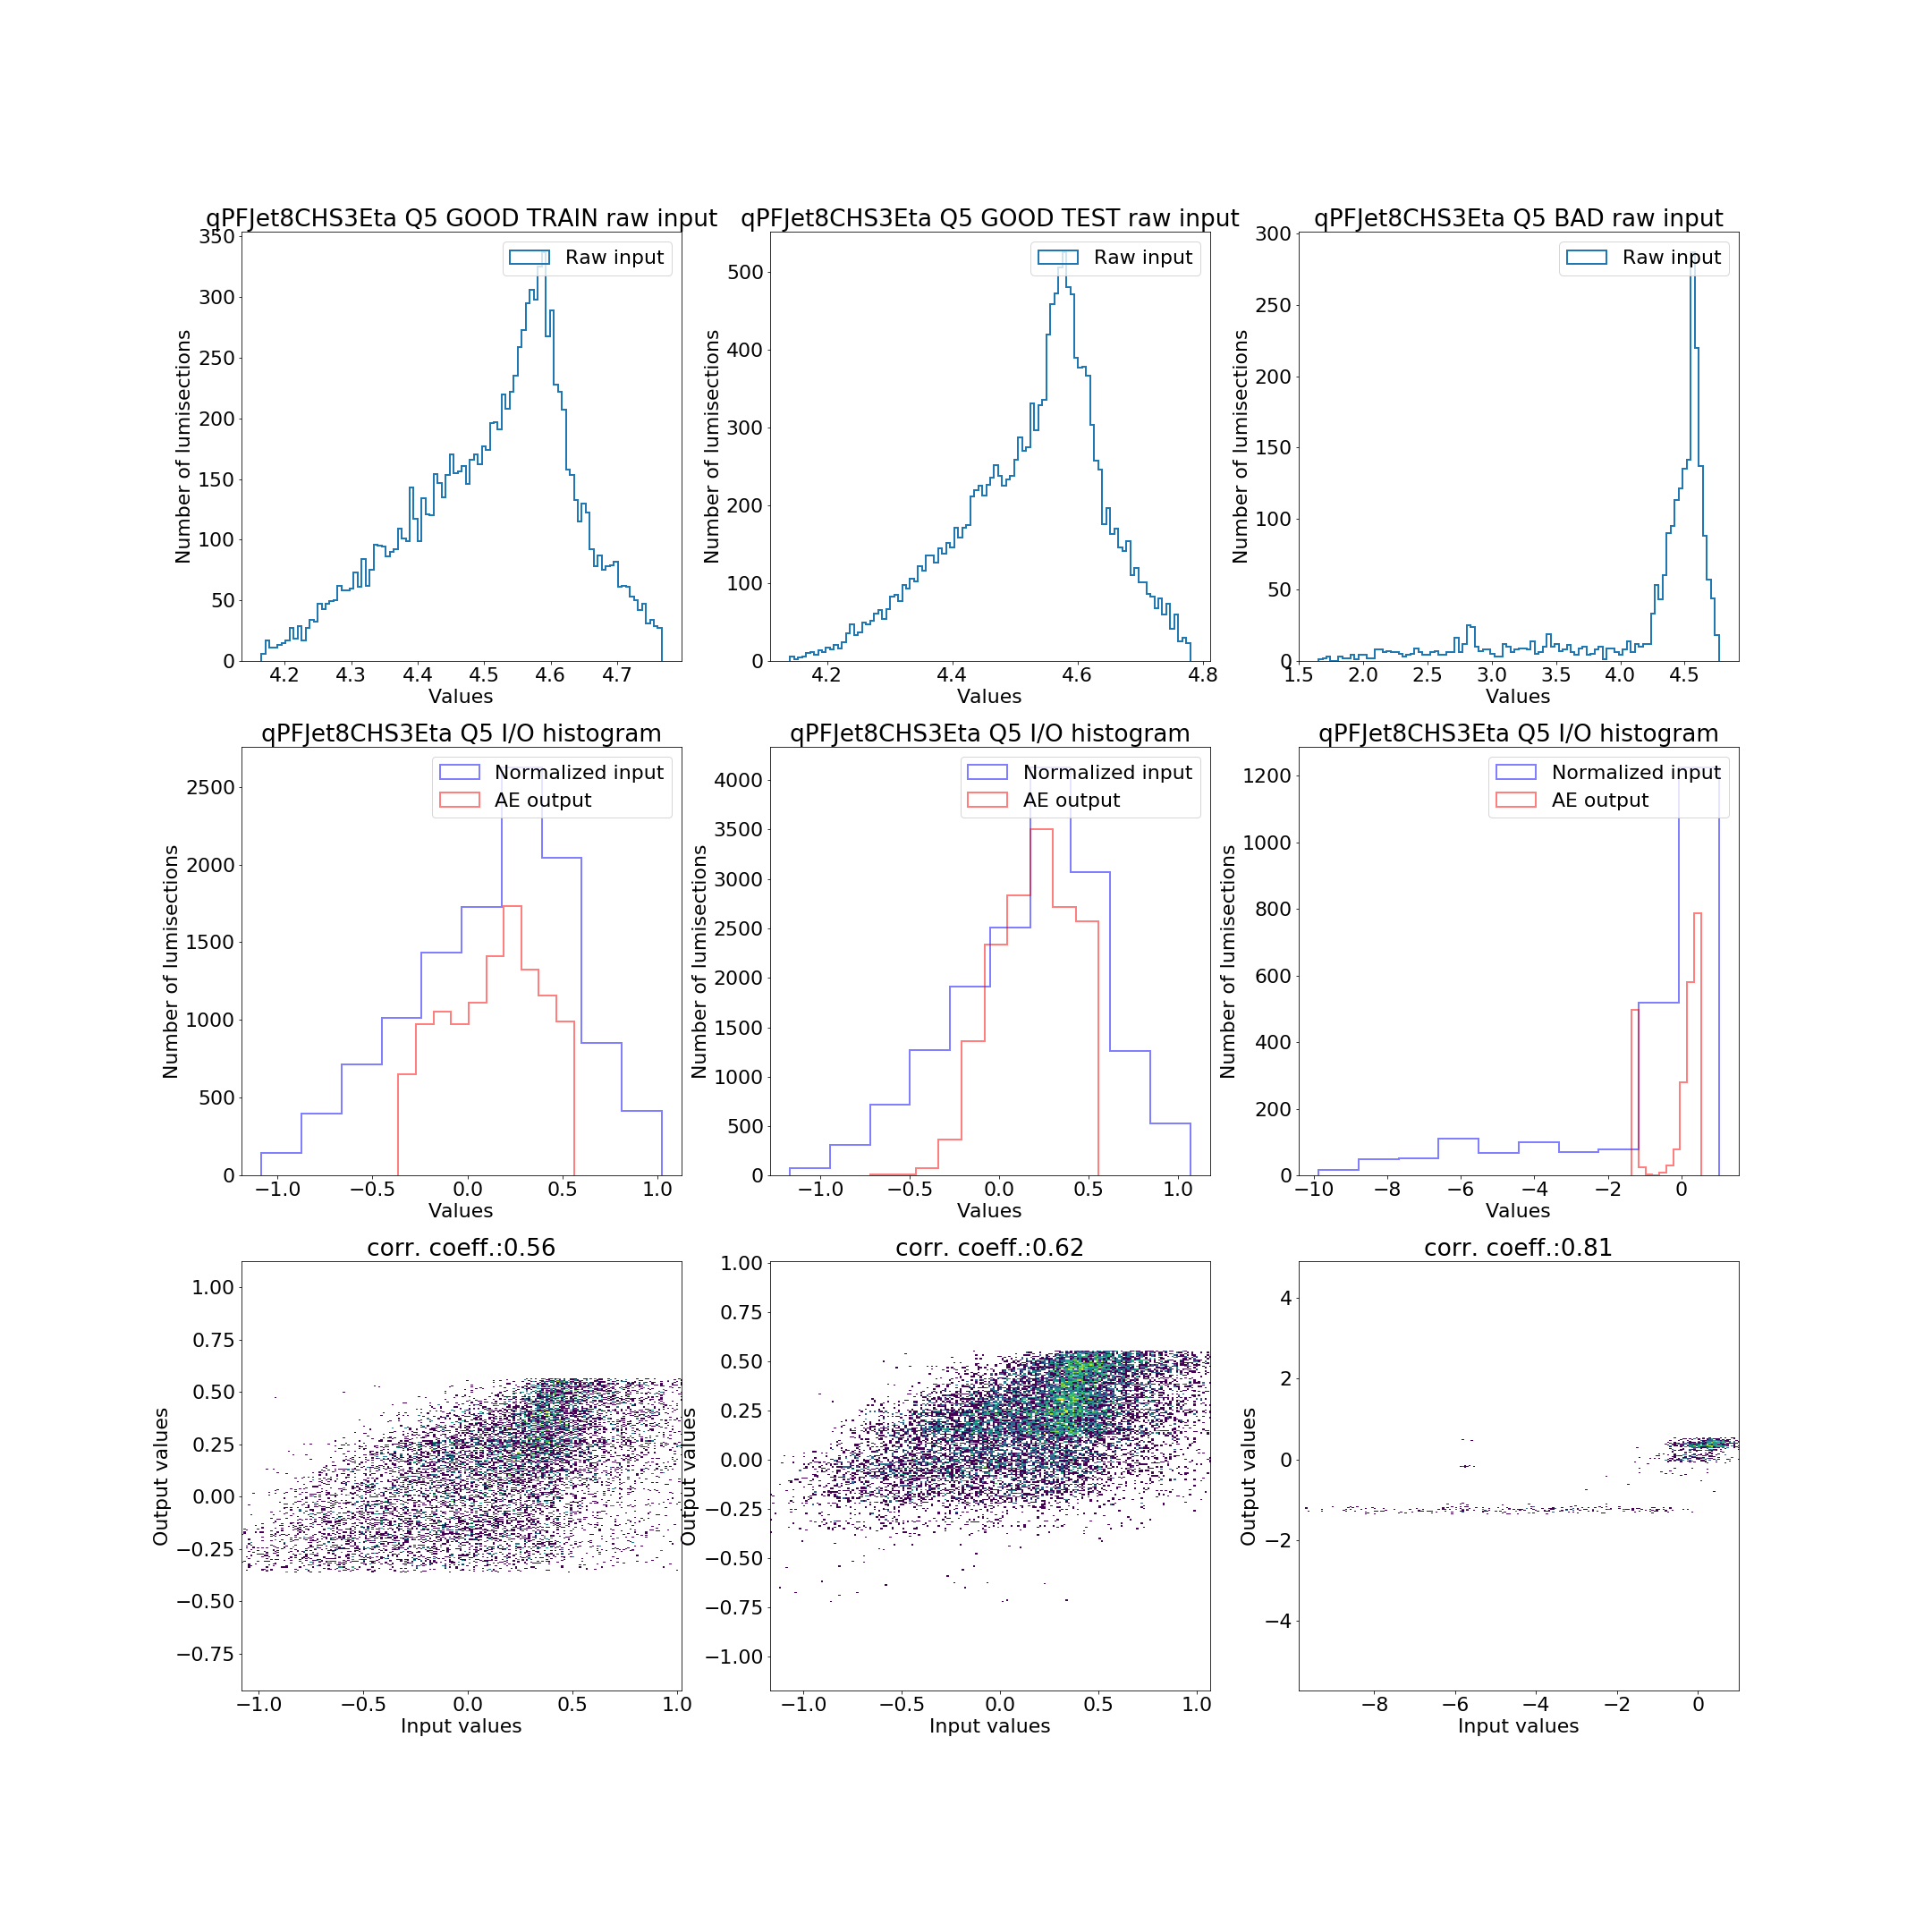 qPFJet8CHS3Eta Q5 GOOD TRAIN raw input
qPFJet8CHS3Eta Q5 GOOD TEST raw input
qPFJet8CHS3Eta Q5 BAD raw input
Raw input
Raw input
Raw input
Number of lumisections
350
300
250
200
150
100
50
0
4.2 4.3 4.4 4.5 4.6 4.7
Values
Number of lumisections
500
400
300
200
100
0
4.2 4.4 4.6 4.8
Values
Number of lumisections
300
250
200
150
100
50
0
1.5 2.0 2.5 3.0 3.5 4.0 4.5
Values
qPFJet8CHS3Eta Q5 I/O histogram
Normalized input
AE output
Number of lumisections
2500
2000
1500
1000
500
0
−1.0 −0.5 0.0 0.5 1.0
Values
qPFJet8CHS3Eta Q5 I/O histogram
Normalized input
AE output
Number of lumisections
4000
3500
3000
2500
2000
1500
1000
500
0
−1.0 −0.5 0.0 0.5 1.0
Values
qPFJet8CHS3Eta Q5 I/O histogram
Normalized input
AE output
Number of lumisections
1200
1000
800
600
400
200
0
−10 −8 −6 −4 −2 0
Values
corr. coeff.:0.56
Output values
1.00
0.75
0.50
0.25
0.00
−0.25
−0.50
−0.75
−1.0 −0.5 0.0 0.5 1.0
Input values
corr. coeff.:0.62
Output values
1.00
0.75
0.50
0.25
0.00
−0.25
−0.50
−0.75
−1.00
−1.0 −0.5 0.0 0.5 1.0
Input values
corr. coeff.:0.81
Output values
4
2
0
−2
−4
−8 −6 −4 −2 0
Input values